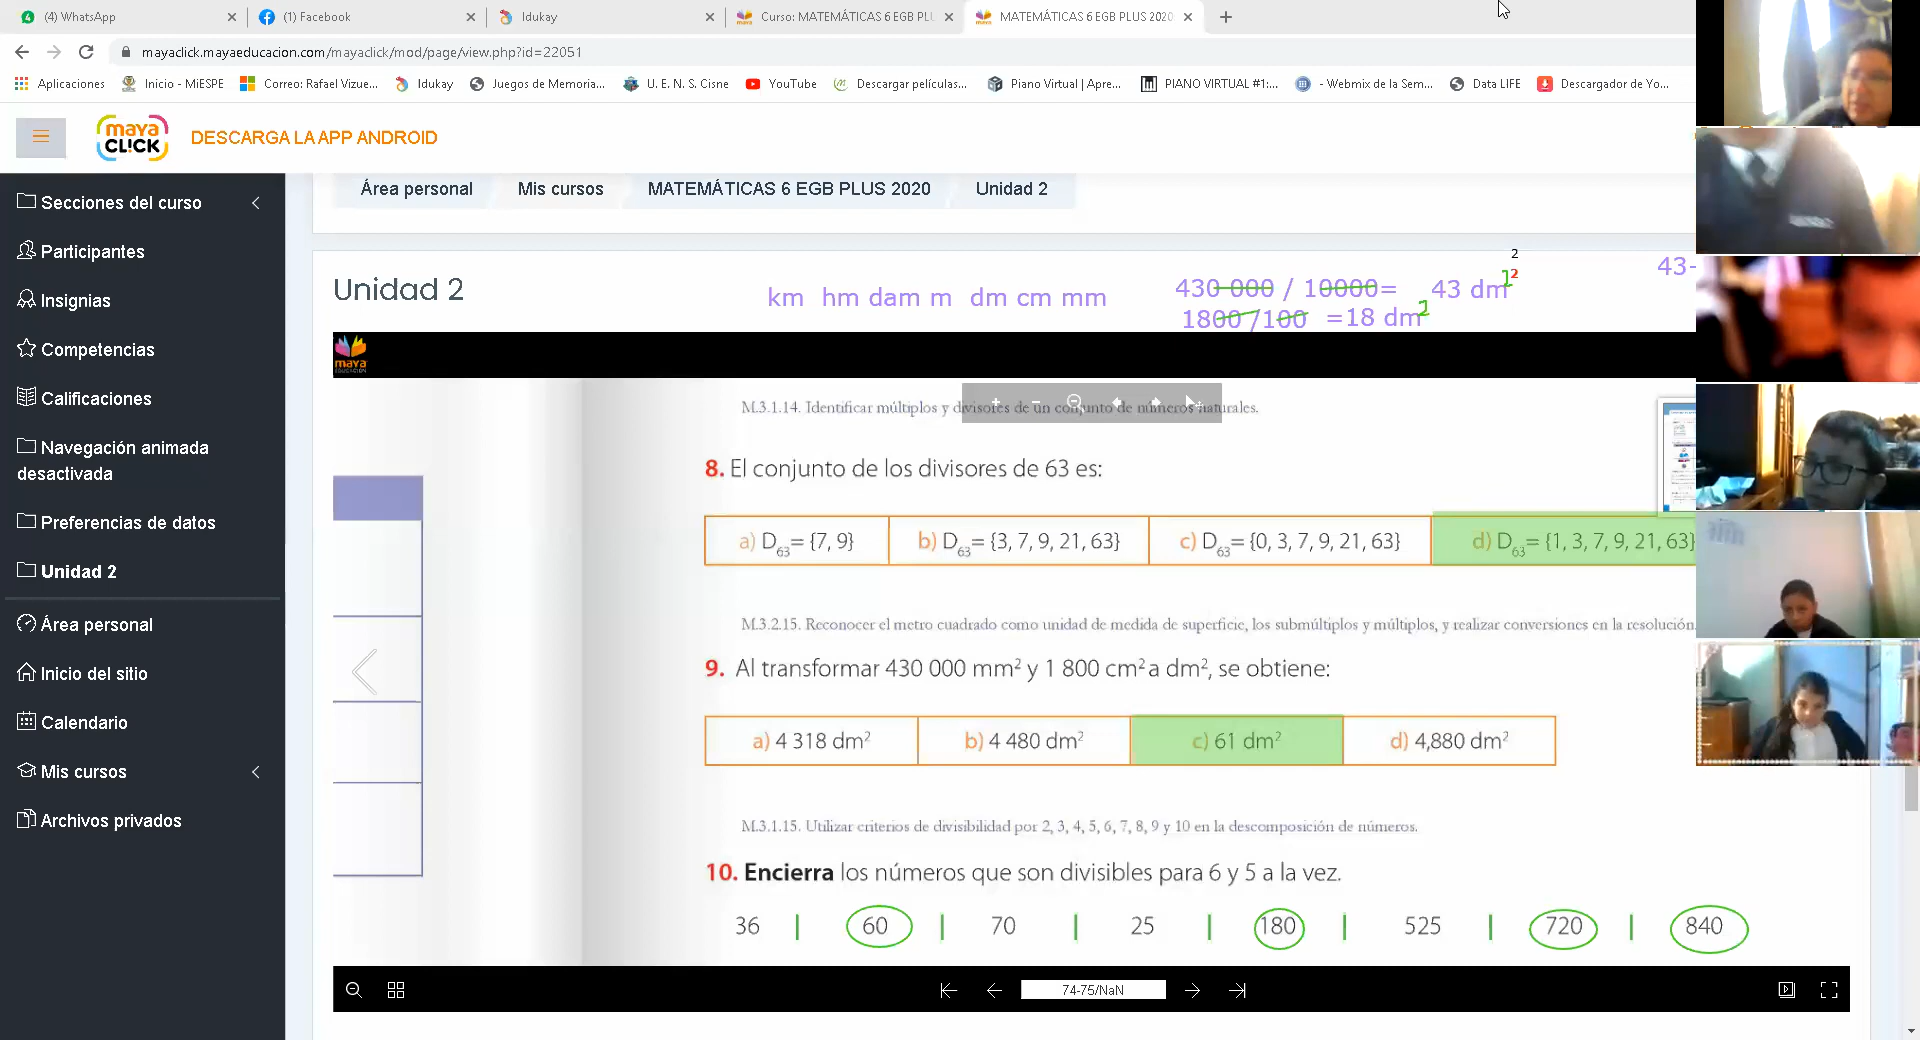 (4) WhatsApp
(1) Facebook
Idukay
Curso: MATEMÁTICAS 6 EGB PLU
MATEMÁTICAS 6 EGB PLUS 2020
mayaclick.mayaeducacion.com/mayaclick/mod/page/view.php?id=22051
Aplicaciones
Inicio - MiESPE
Correo: Rafael Vizue...
Idukay
Juegos de Memoria...
U. E. N. S. Cisne
YouTube
Descargar películas...
Piano Virtual | Apre...
PIANO VIRTUAL #1:...
- Webmix de la Sem...
Data LIFE
Descargador de Yo...
maya CLICK
DESCARGA LA APP ANDROID
Secciones del curso
Participantes
Insignias
Competencias
Calificaciones
Navegación animada
desactivada
Preferencias de datos
Unidad 2
Área personal
Inicio del sitio
Calendario
Mis cursos
Archivos privados
Área personal
Mis cursos
MATEMÁTICAS 6 EGB PLUS 2020
Unidad 2
Unidad 2
km hm dam m dm cm mm
430 000 / 10000= 43 dm²
2
43-
1800 /100 =18 dm²
maya
EDUCACIÓN
M.3.1.14. Identificar múltiplos y divisores de un conjunto de números naturales.
8. El conjunto de los divisores de 63 es:
a) D63= {7, 9}
b) D63= {3, 7, 9, 21, 63}
c) D63= {0, 3, 7, 9, 21, 63}
d) D63= {1, 3, 7, 9, 21, 63}
M.3.2.15. Reconocer el metro cuadrado como unidad de medida de superficie, los submúltiplos y múltiplos, y realizar conversiones en la resolución
9. Al transformar 430 000 mm² y 1 800 cm² a dm², se obtiene:
a) 4 318 dm²
b) 4 480 dm²
c) 61 dm²
d) 4,880 dm²
M.3.1.15. Utilizar criterios de divisibilidad por 2, 3, 4, 5, 6, 7, 8, 9 y 10 en la descomposición de números.
10. Encierra los números que son divisibles para 6 y 5 a la vez.
36 | 60 | 70 | 25 | 180 | 525 | 720 | 840
74-75/NaN